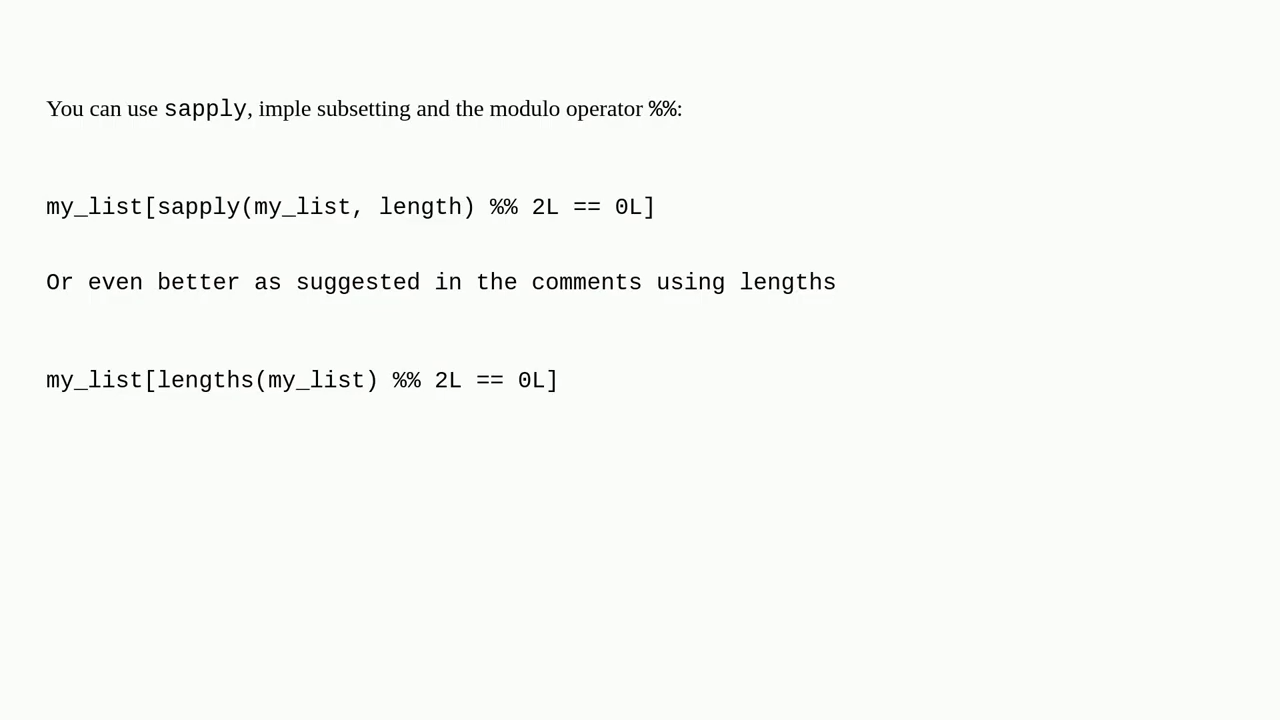 You can use sapply, imple subsetting and the modulo operator %%:
my_list[sapply(my_list, length) %% 2L == 0L]
Or even better as suggested in the comments using lengths
my_list[lengths(my_list) %% 2L == 0L]